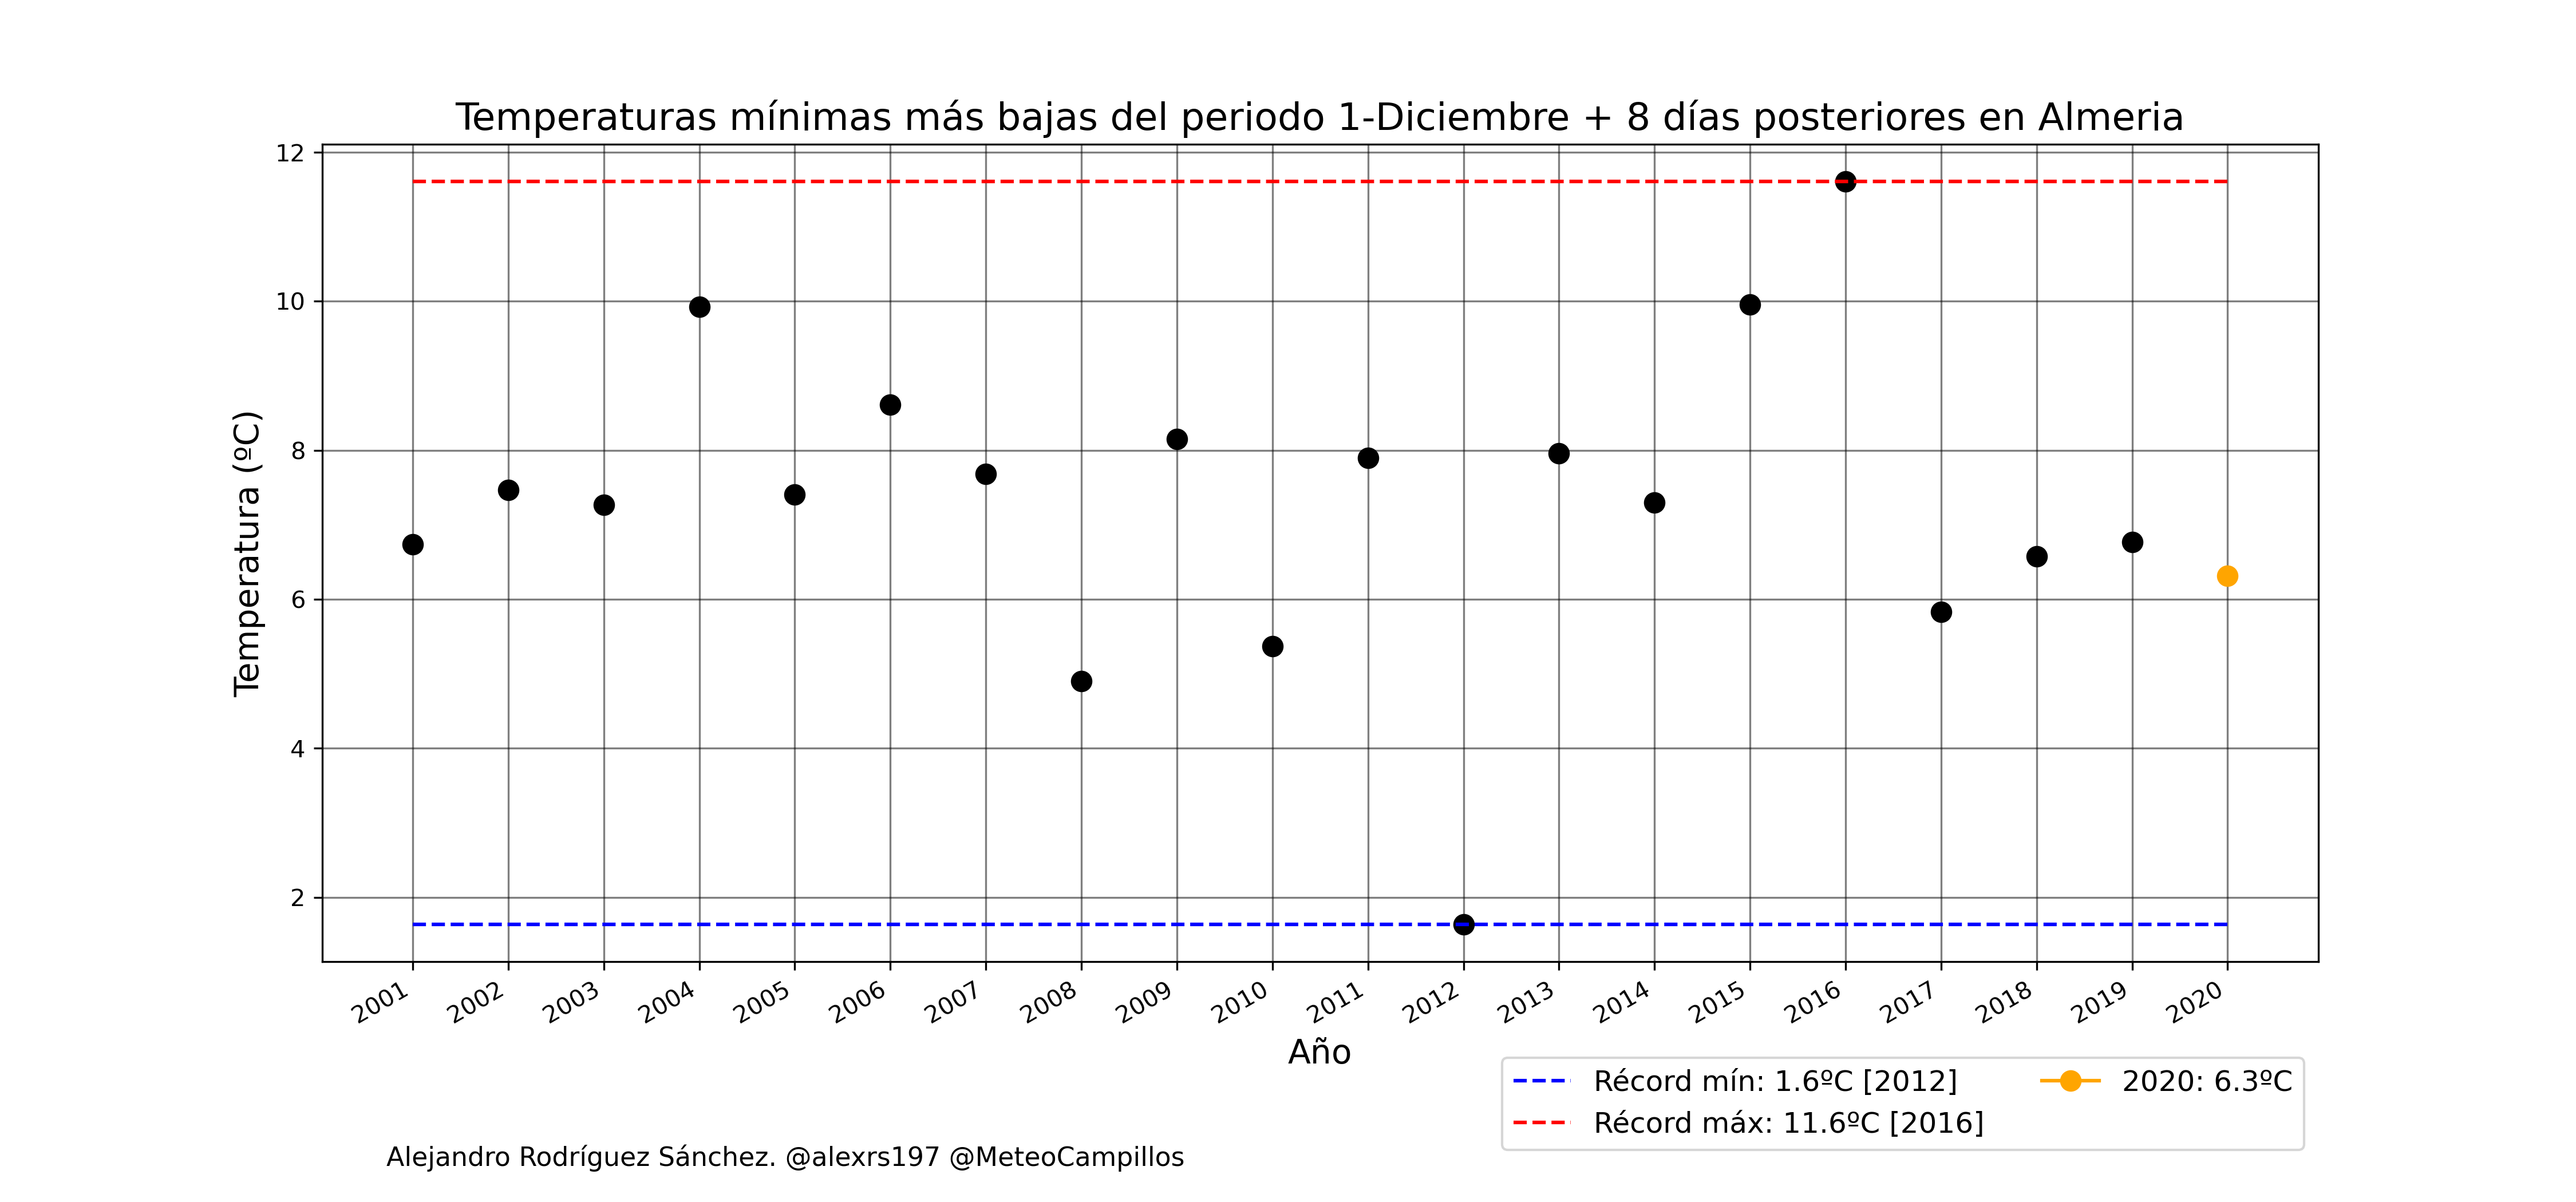 Temperaturas mínimas más bajas del periodo 1-Diciembre + 8 días posteriores en Almeria
12
10
8
6
4
2
Temperatura (ºC)
2001 2002 2003 2004 2005 2006 2007 2008 2009 2010 2011 2012 2013 2014 2015 2016 2017 2018 2019 2020
Año
Récord mín: 1.6ºC [2012]
Récord máx: 11.6ºC [2016]
2020: 6.3ºC
Alejandro Rodríguez Sánchez. @alexrs197 @MeteoCampillos